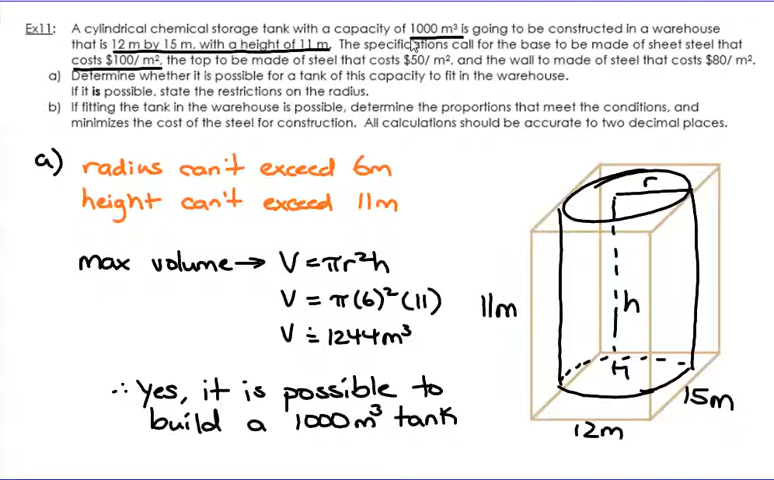 Ex11: A cylindrical chemical storage tank with a capacity of 1000 m³ is going to be constructed in a warehouse
that is 12 m by 15 m, with a height of 11 m. The specifications call for the base to be made of sheet steel that
costs $100/ m², the top to be made of steel that costs $50/ m², and the wall to made of steel that costs $80/ m².
a) Determine whether it is possible for a tank of this capacity to fit in the warehouse.
If it is possible, state the restrictions on the radius.
b) If fitting the tank in the warehouse is possible, determine the proportions that meet the conditions, and
minimizes the cost of the steel for construction. All calculations should be accurate to two decimal places.
a) radius can't exceed 6m
height can't exceed 11m
max volume → V = πr²h
V = π(6)²(11)
V ≐ 1244m³
∴ yes, it is possible to
build a 1000m³ tank
r
h
11m
15m
12m